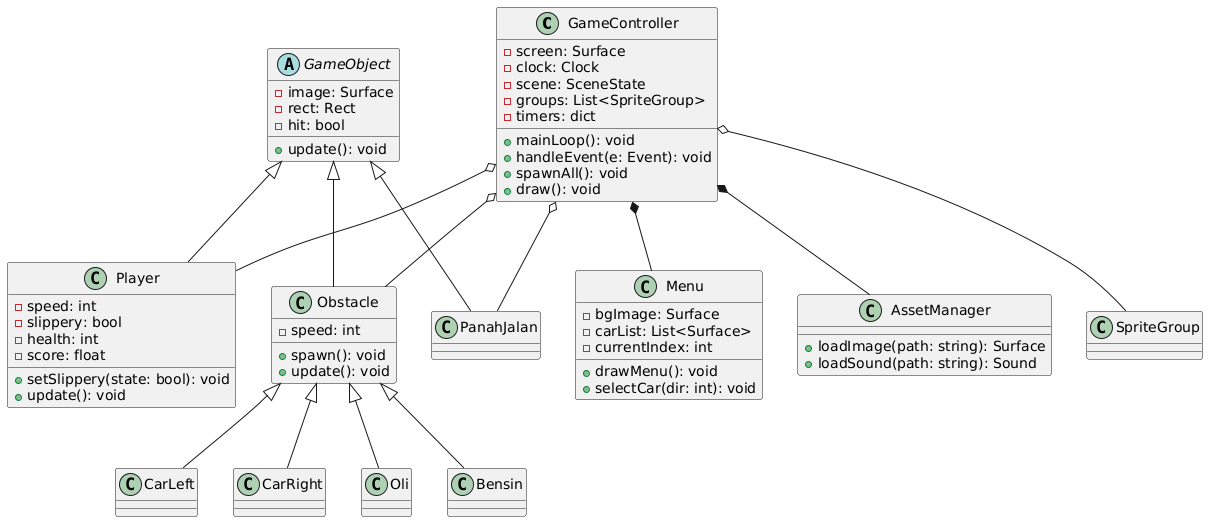 C GameController
screen: Surface
clock: Clock
scene: SceneState
groups: List<SpriteGroup>
timers: dict
mainLoop(): void
handleEvent(e: Event): void
spawnAll(): void
draw(): void
A GameObject
image: Surface
rect: Rect
hit: bool
update(): void
C Player
speed: int
slippery: bool
health: int
score: float
setSlippery(state: bool): void
update(): void
C Obstacle
speed: int
spawn(): void
update(): void
C PanahJalan
C Menu
bgImage: Surface
carList: List<Surface>
currentIndex: int
drawMenu(): void
selectCar(dir: int): void
C AssetManager
loadImage(path: string): Surface
loadSound(path: string): Sound
C SpriteGroup
C CarLeft
C CarRight
C Oli
C Bensin